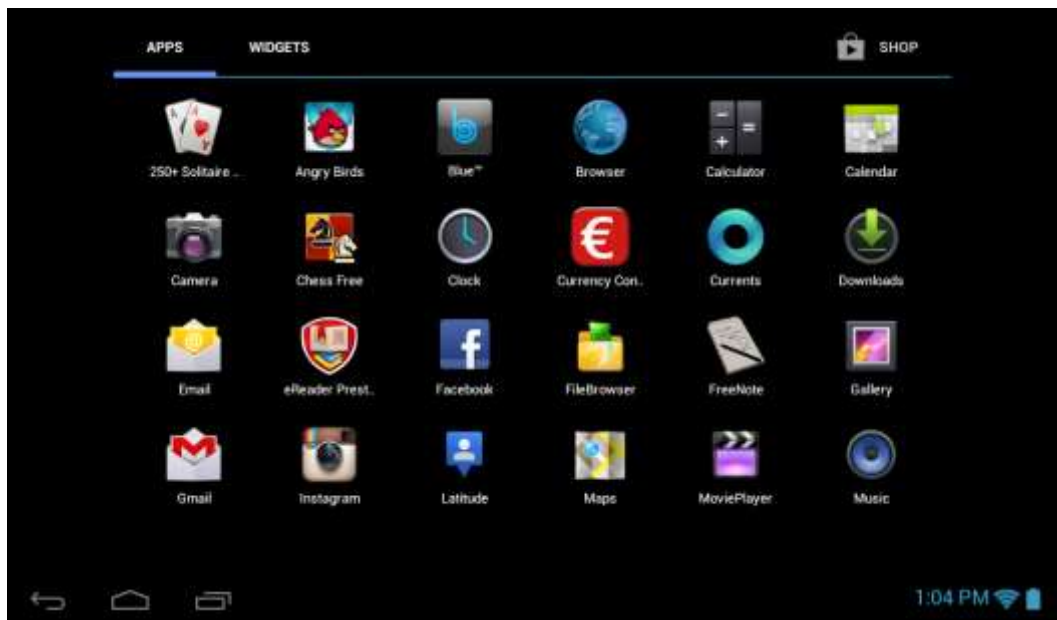 APPS WIDGETS SHOP
250+ Solitaire .. Angry Birds Blue™ Browser Calculator Calendar
Camera Chess Free Clock Currency Con.. Currents Downloads
Email eReader Prest.. Facebook FileBrowser FreeNote Gallery
Gmail Instagram Latitude Maps MoviePlayer Music
1:04 PM